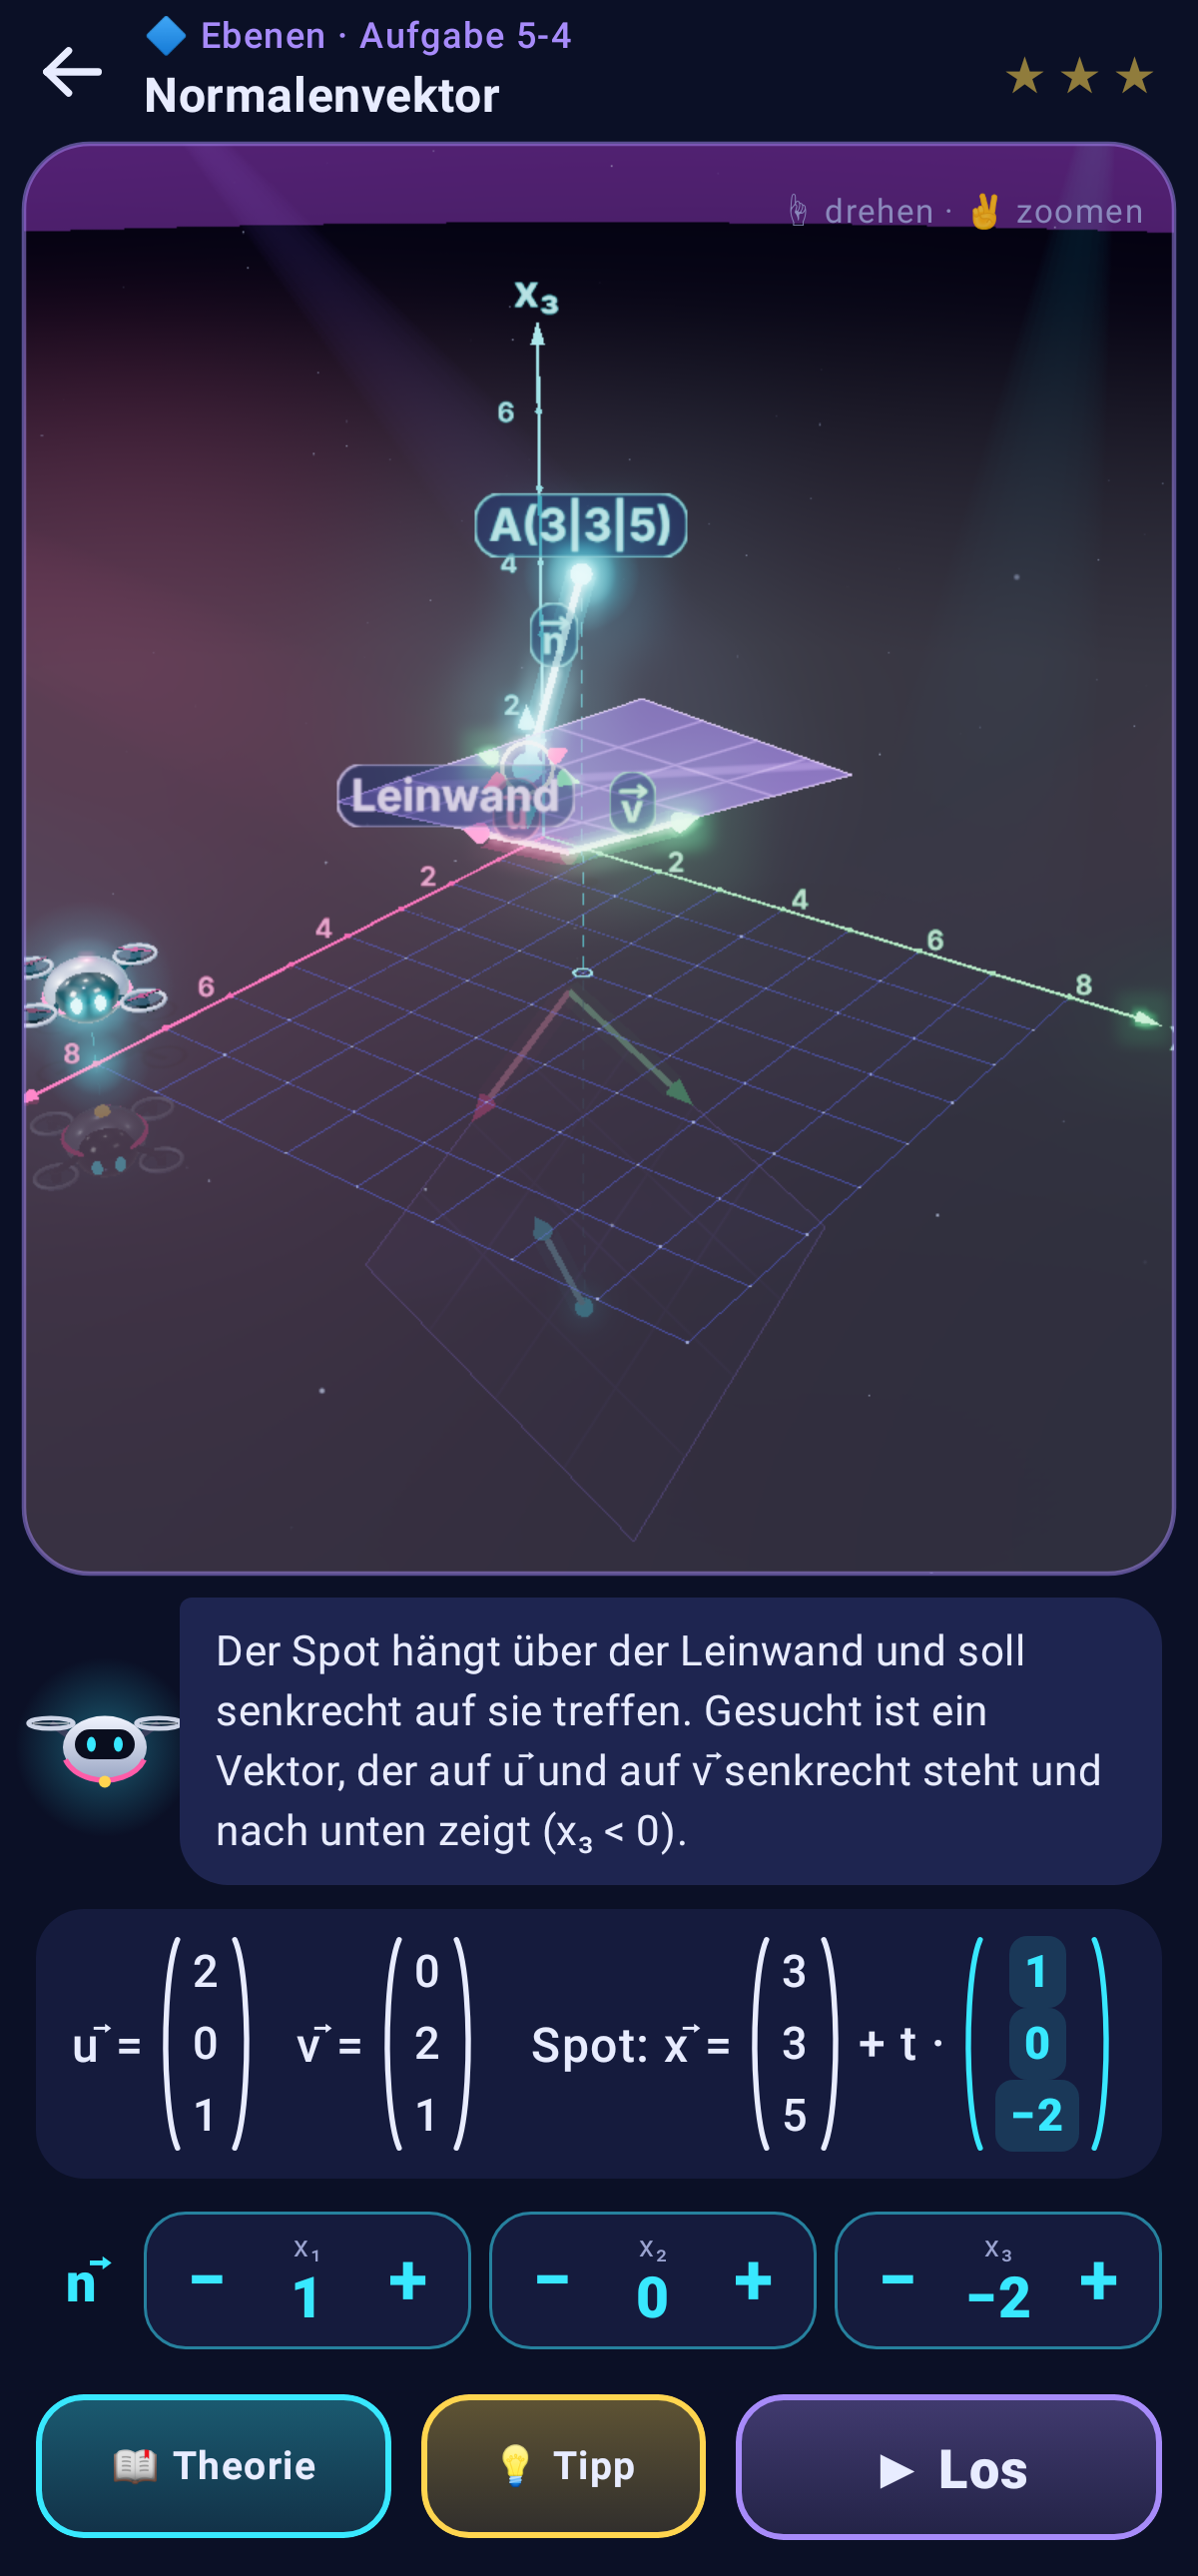 🔷 Ebenen · Aufgabe 5-4
Normalenvektor
★ ★ ★
☝ drehen · ✌ zoomen
x₃
6
A(3|3|5)
4
n⃗
2
Leinwand
u⃗
v⃗
2
2
4
4
6
6
8
8
Der Spot hängt über der Leinwand und soll
senkrecht auf sie treffen. Gesucht ist ein
Vektor, der auf u⃗ und auf v⃗ senkrecht steht und
nach unten zeigt (x₃ < 0).
u⃗ = (2 0 1) v⃗ = (0 2 1) Spot: x⃗ = (3 3 5) + t · (1 0 −2)
n⃗
x₁
− 1 +
x₂
− 0 +
x₃
− −2 +
📖 Theorie
💡 Tipp
▶ Los